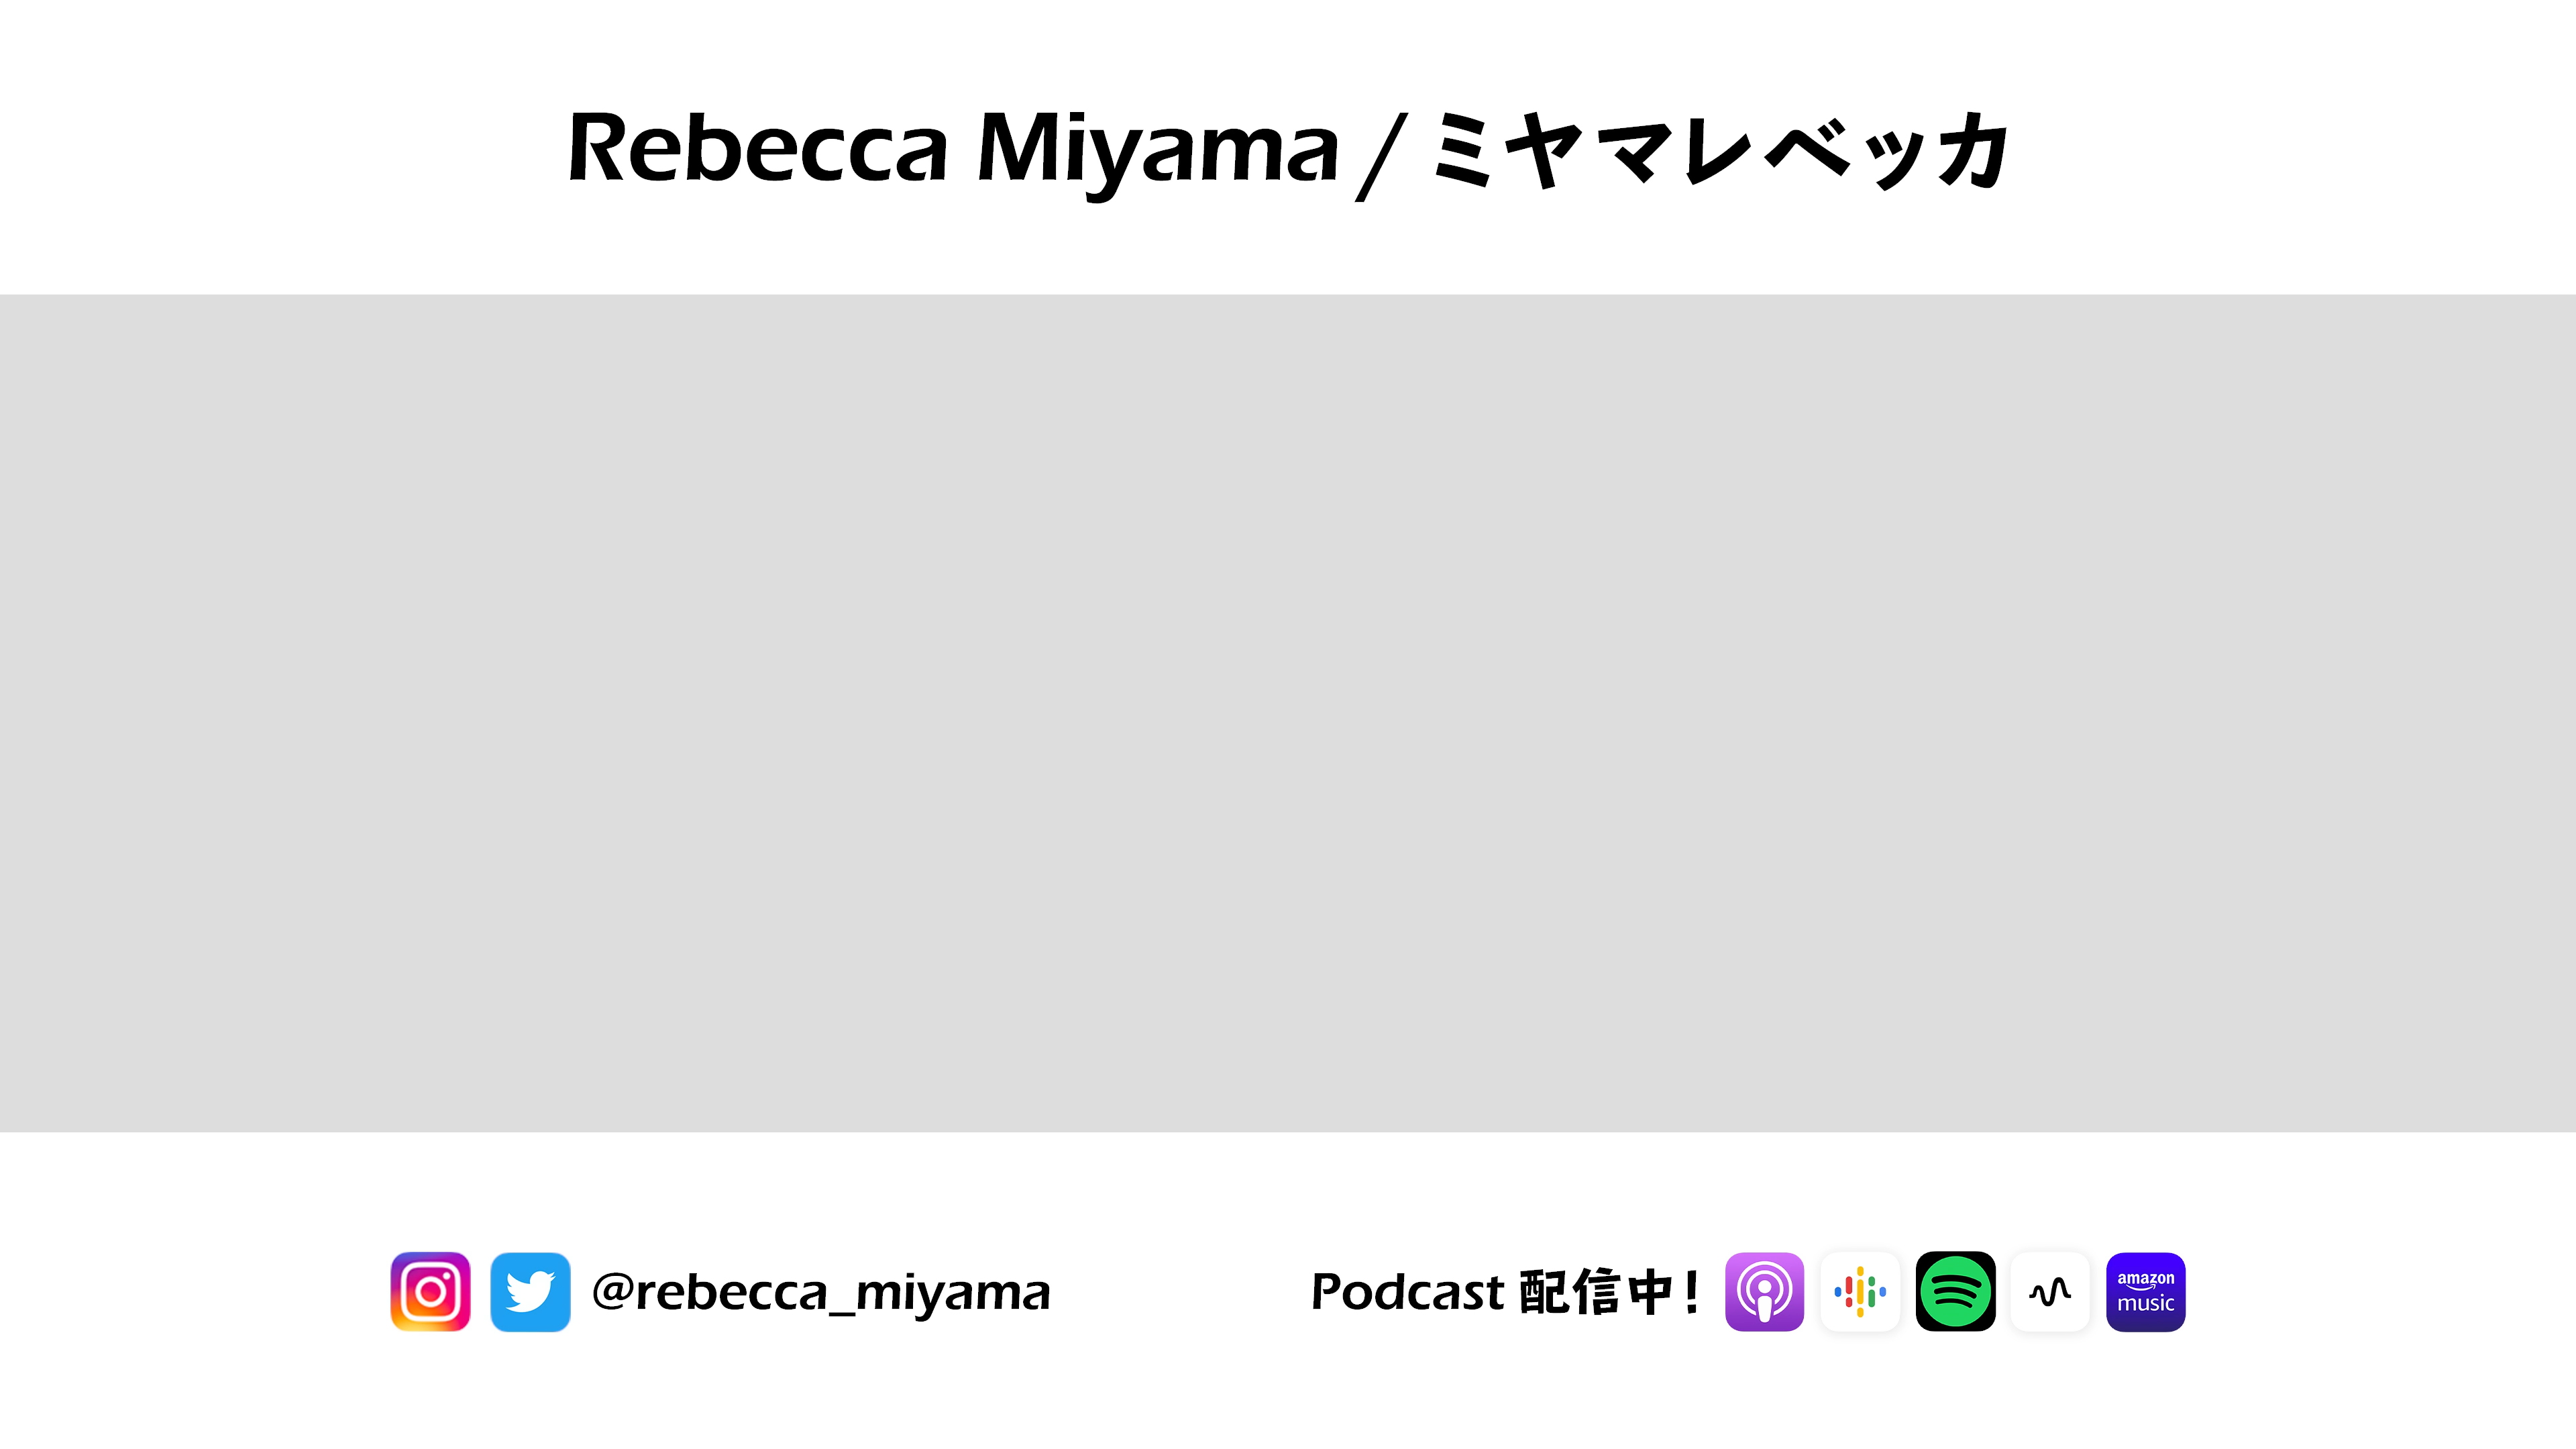 Rebecca Miyama / ミヤマレベッカ
@rebecca_miyama
Podcast 配信中!
amazon
music